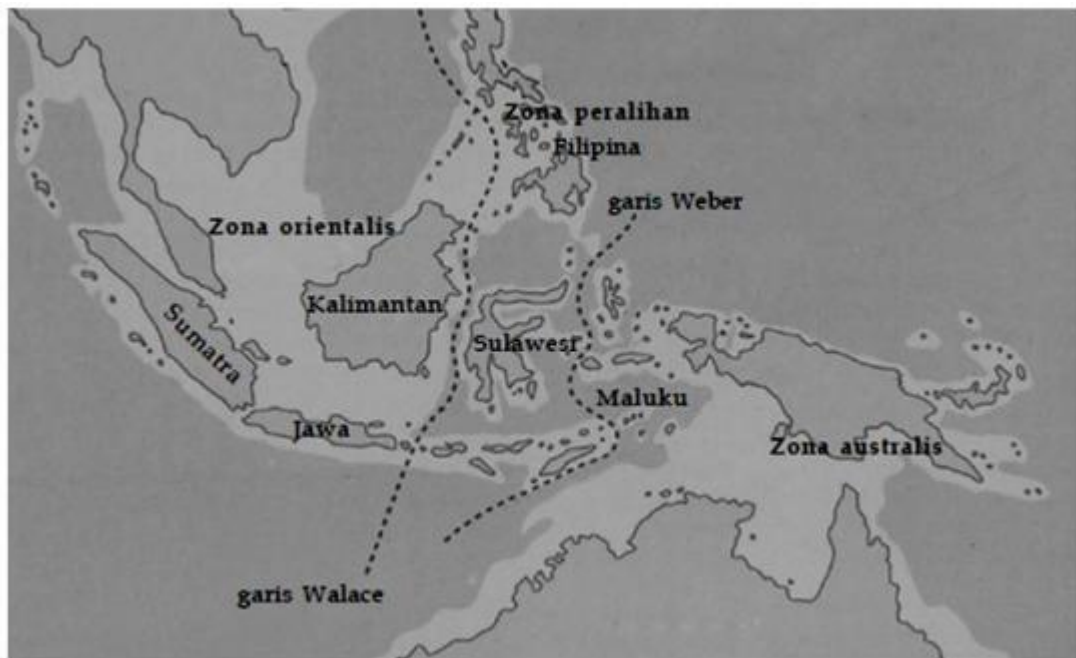 Zona peralihan
Filipina
garis Weber
Zona orientalis
Kalimantan
Sumatra
Sulawesi
Maluku
Jawa
Zona australis
garis Walace